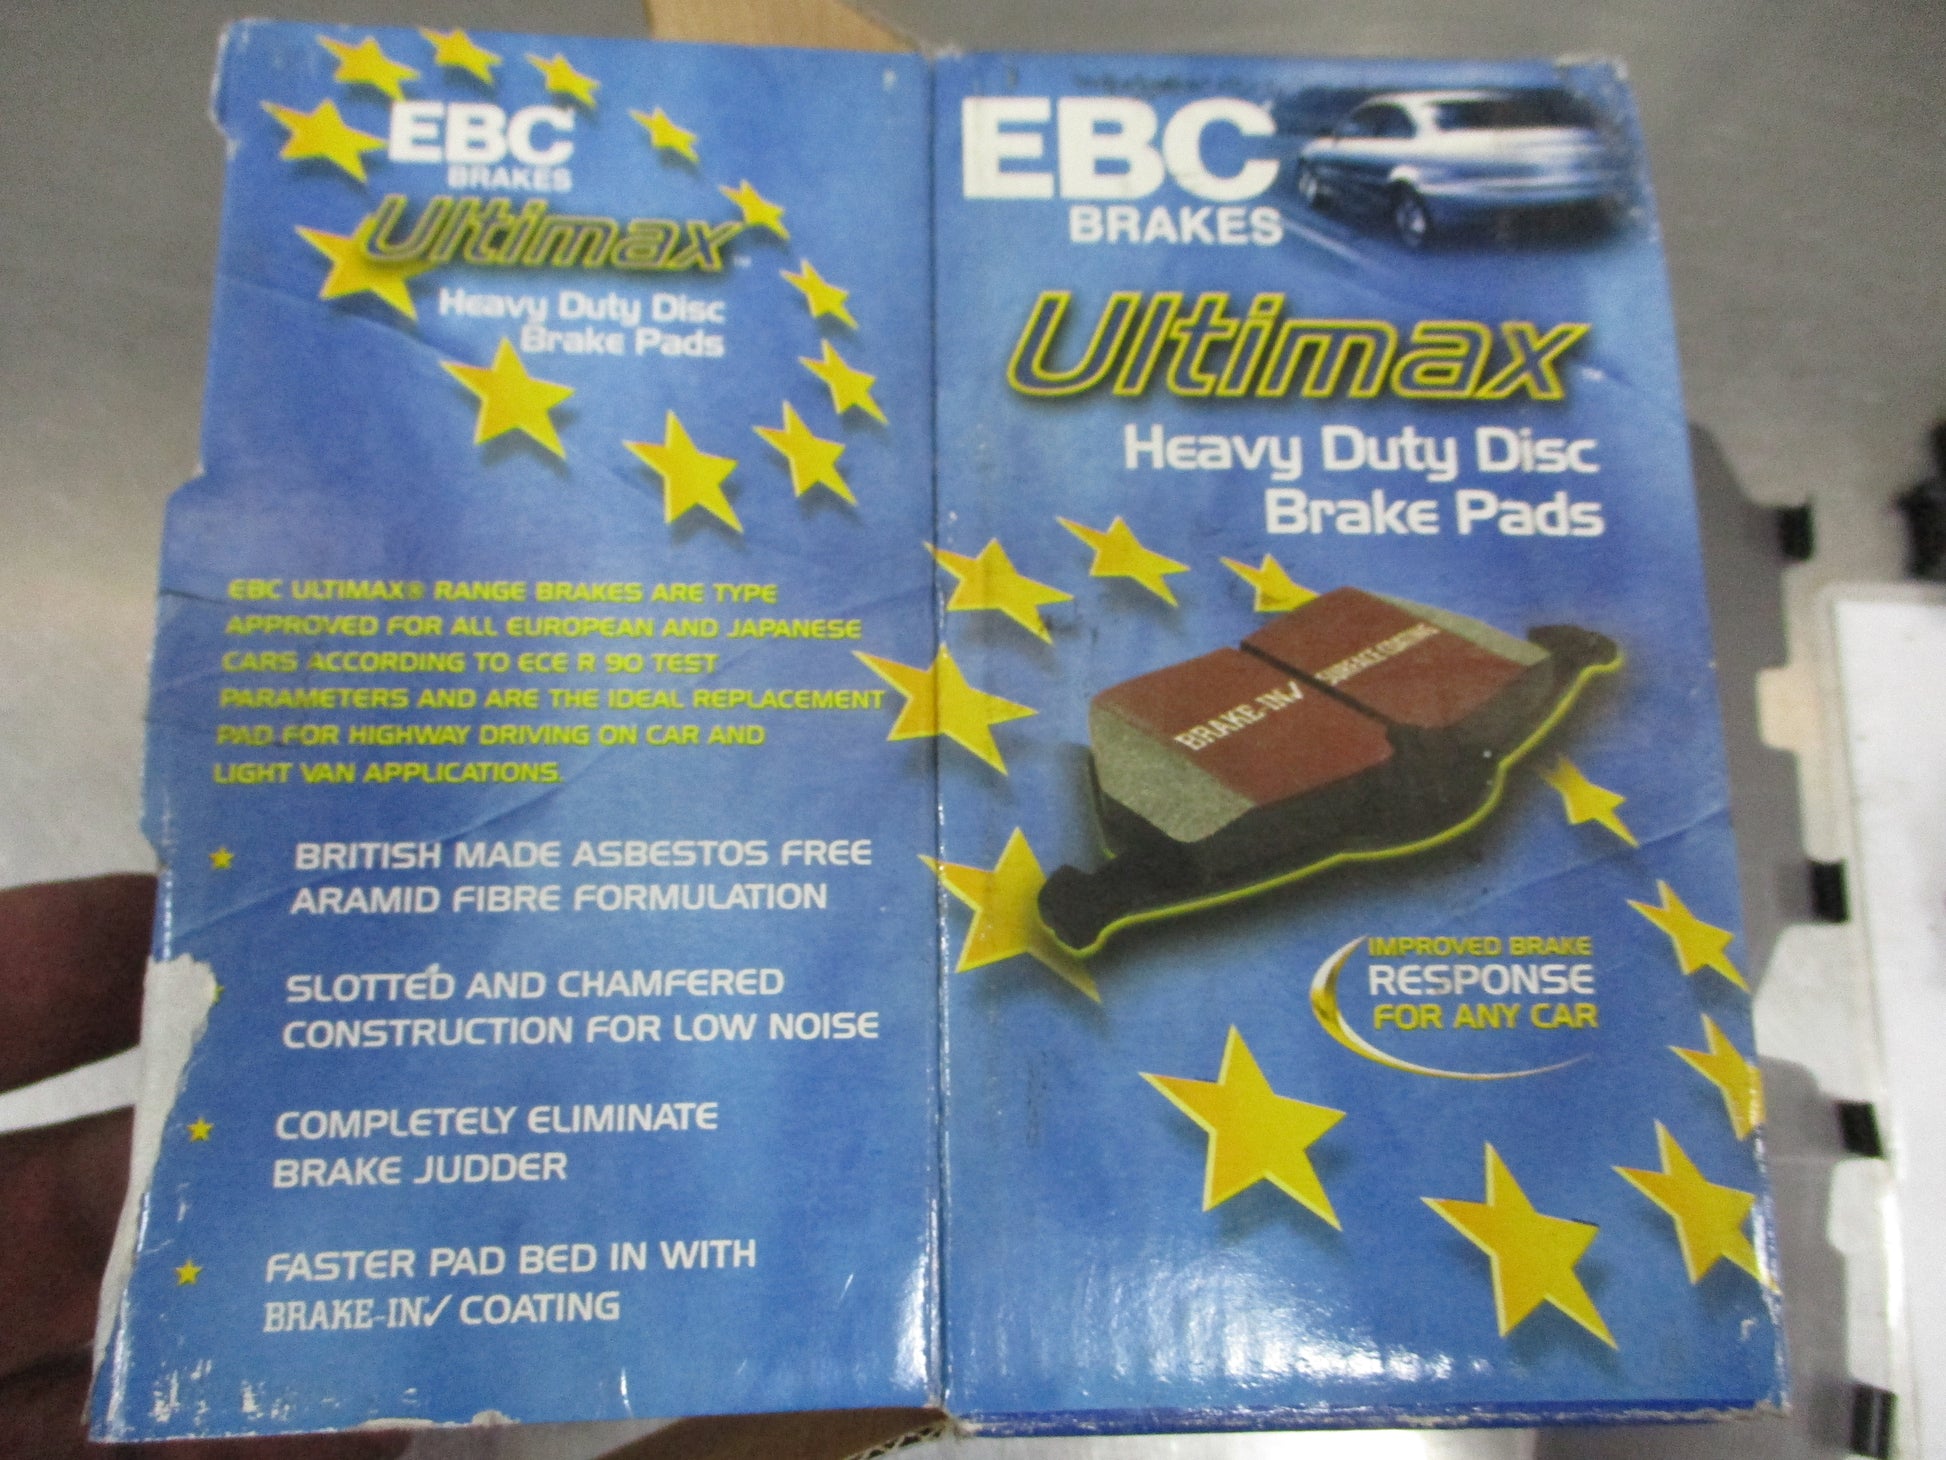 EBC
BRAKES
Ultimax™
Heavy Duty Disc
Brake Pads
EBC ULTIMAX® RANGE BRAKES ARE TYPE
APPROVED FOR ALL EUROPEAN AND JAPANESE
CARS ACCORDING TO ECE R 90 TEST
PARAMETERS AND ARE THE IDEAL REPLACEMENT
PAD FOR HIGHWAY DRIVING ON CAR AND
LIGHT VAN APPLICATIONS.
BRITISH MADE ASBESTOS FREE
ARAMID FIBRE FORMULATION
SLOTTED AND CHAMFERED
CONSTRUCTION FOR LOW NOISE
COMPLETELY ELIMINATE
BRAKE JUDDER
FASTER PAD BED IN WITH
BRAKE-IN✓ COATING
EBC
BRAKES
Ultimax™
Heavy Duty Disc
Brake Pads
BRAKE-IN✓ SURFACE COATING
IMPROVED BRAKE
RESPONSE
FOR ANY CAR